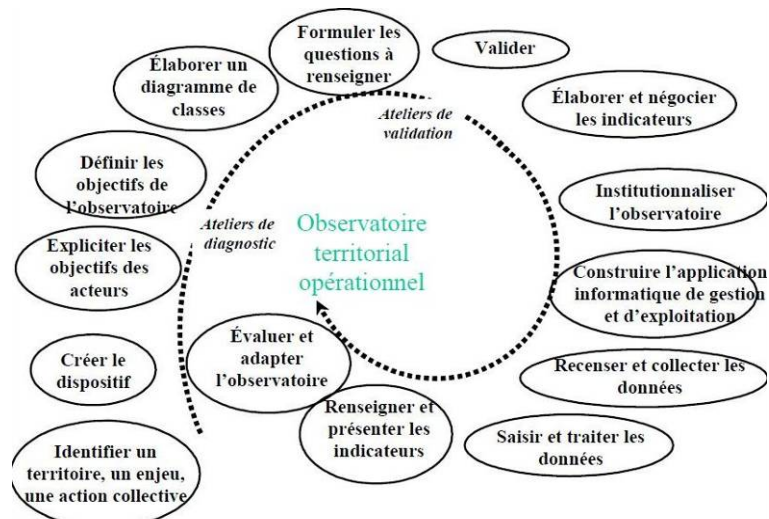 Formuler les
questions à
renseigner
Valider
Élaborer un
diagramme de
classes
Élaborer et négocier
les indicateurs
Ateliers de
validation
Définir les
objectifs de
l'observatoire
Institutionnaliser
l'observatoire
Ateliers de
diagnostic
Observatoire
territorial
opérationnel
Expliciter les
objectifs des
acteurs
Construire l'application
informatique de gestion
et d'exploitation
Créer le
dispositif
Évaluer et
adapter
l'observatoire
Recenser et collecter les
données
Identifier un
territoire, un enjeu,
une action collective
Renseigner et
présenter les
indicateurs
Saisir et traiter les
données